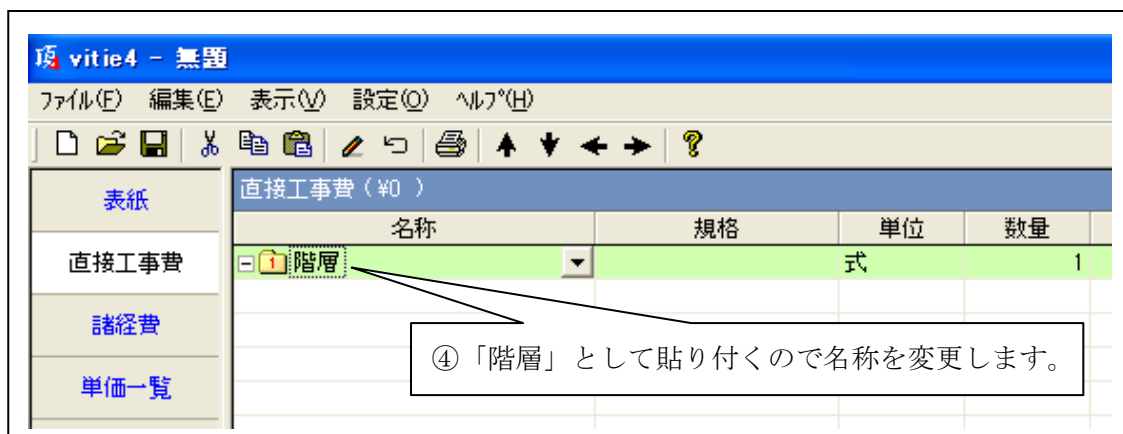 頂 vitie4 - 無題
ファイル(F) 編集(E) 表示(V) 設定(O) ヘルプ(H)
表紙
直接工事費
諸経費
単価一覧
直接工事費（¥0 ）
名称 規格 単位 数量
1 階層 式 1
④「階層」として貼り付くので名称を変更します。